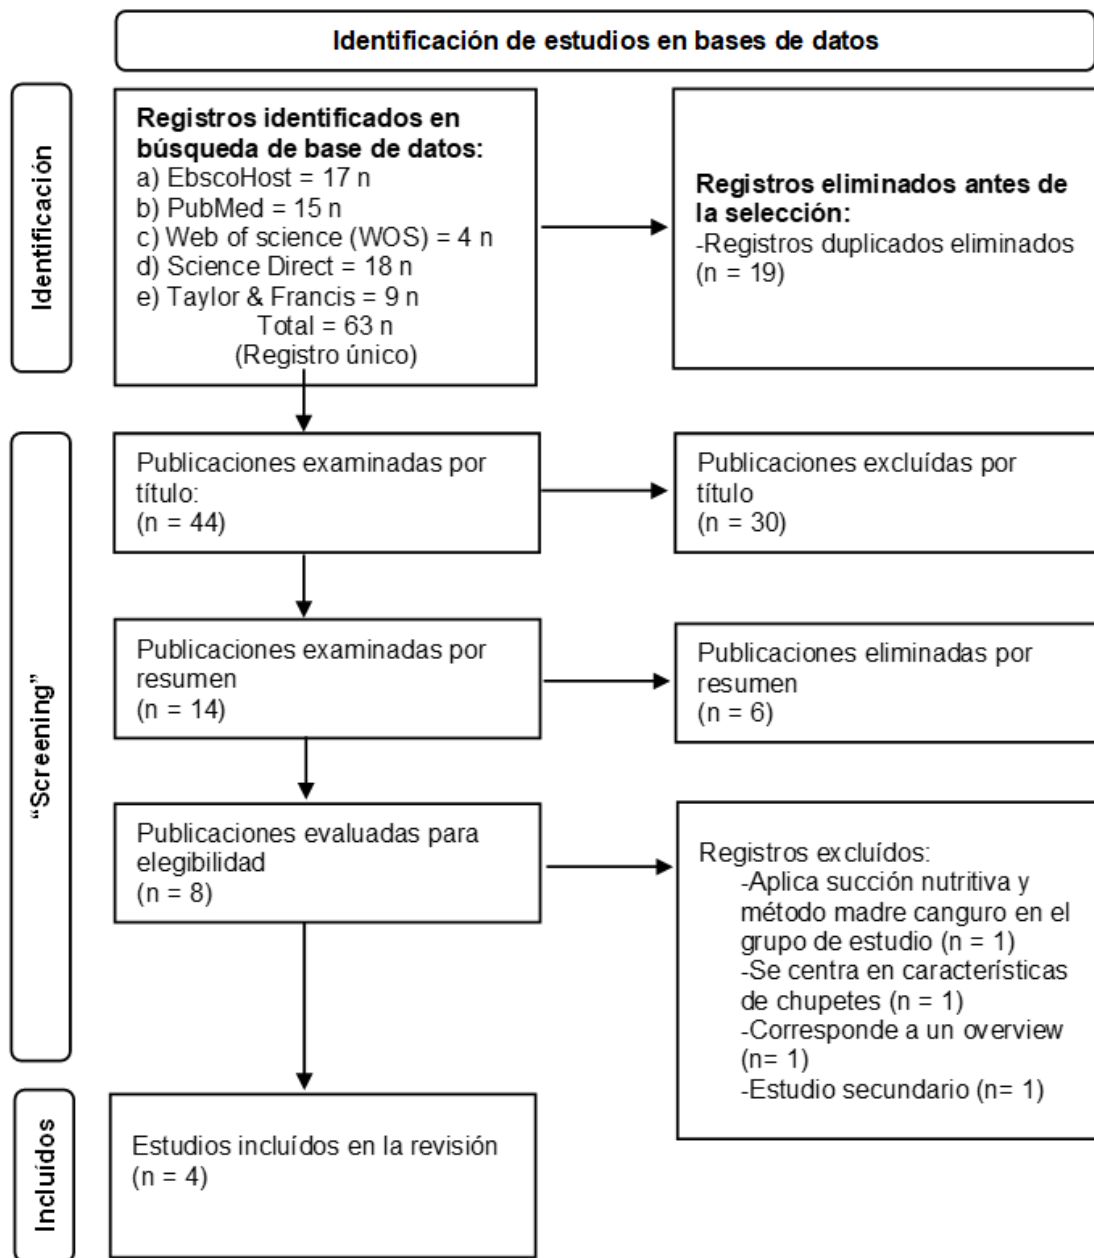 Identificación de estudios en bases de datos
Identificación
Registros identificados en
búsqueda de base de datos:
a) EbscoHost = 17 n
b) PubMed = 15 n
c) Web of science (WOS) = 4 n
d) Science Direct = 18 n
e) Taylor & Francis = 9 n
Total = 63 n
(Registro único)
Registros eliminados antes de
la selección:
-Registros duplicados eliminados
(n = 19)
“Screening”
Publicaciones examinadas por
título:
(n = 44)
Publicaciones excluídas por
título
(n = 30)
Publicaciones examinadas por
resumen
(n = 14)
Publicaciones eliminadas por
resumen
(n = 6)
Publicaciones evaluadas para
elegibilidad
(n = 8)
Registros excluídos:
-Aplica succión nutritiva y
método madre canguro en el
grupo de estudio (n = 1)
-Se centra en características
de chupetes (n = 1)
-Corresponde a un overview
(n= 1)
-Estudio secundario (n= 1)
Incluídos
Estudios incluídos en la revisión
(n = 4)